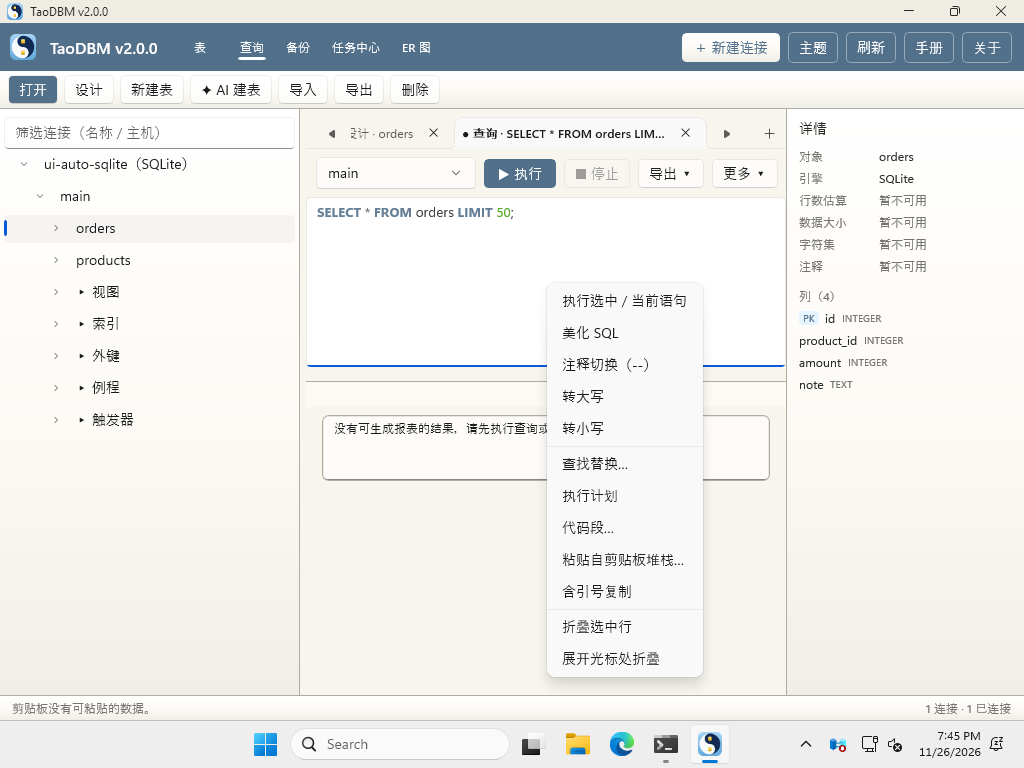 TaoDBM v2.0.0
TaoDBM v2.0.0 表 查询 备份 任务中心 ER 图 + 新建连接 主题 刷新 手册 关于
打开 设计 新建表 ✦ AI 建表 导入 导出 删除
筛选连接（名称 / 主机）
ui-auto-sqlite（SQLite）
main
orders
products
视图
索引
外键
例程
触发器
设计 · orders
• 查询 · SELECT * FROM orders LIM...
main 执行 停止 导出 更多
SELECT * FROM orders LIMIT 50;
没有可生成报表的结果，请先执行查询或
执行选中 / 当前语句
美化 SQL
注释切换（--）
转大写
转小写
查找替换...
执行计划
代码段...
粘贴自剪贴板堆栈...
含引号复制
折叠选中行
展开光标处折叠
详情
对象 orders
引擎 SQLite
行数估算 暂不可用
数据大小 暂不可用
字符集 暂不可用
注释 暂不可用
列（4）
PK id INTEGER
product_id INTEGER
amount INTEGER
note TEXT
剪贴板没有可粘贴的数据。
1 连接 · 1 已连接
Search
7:45 PM
11/26/2026